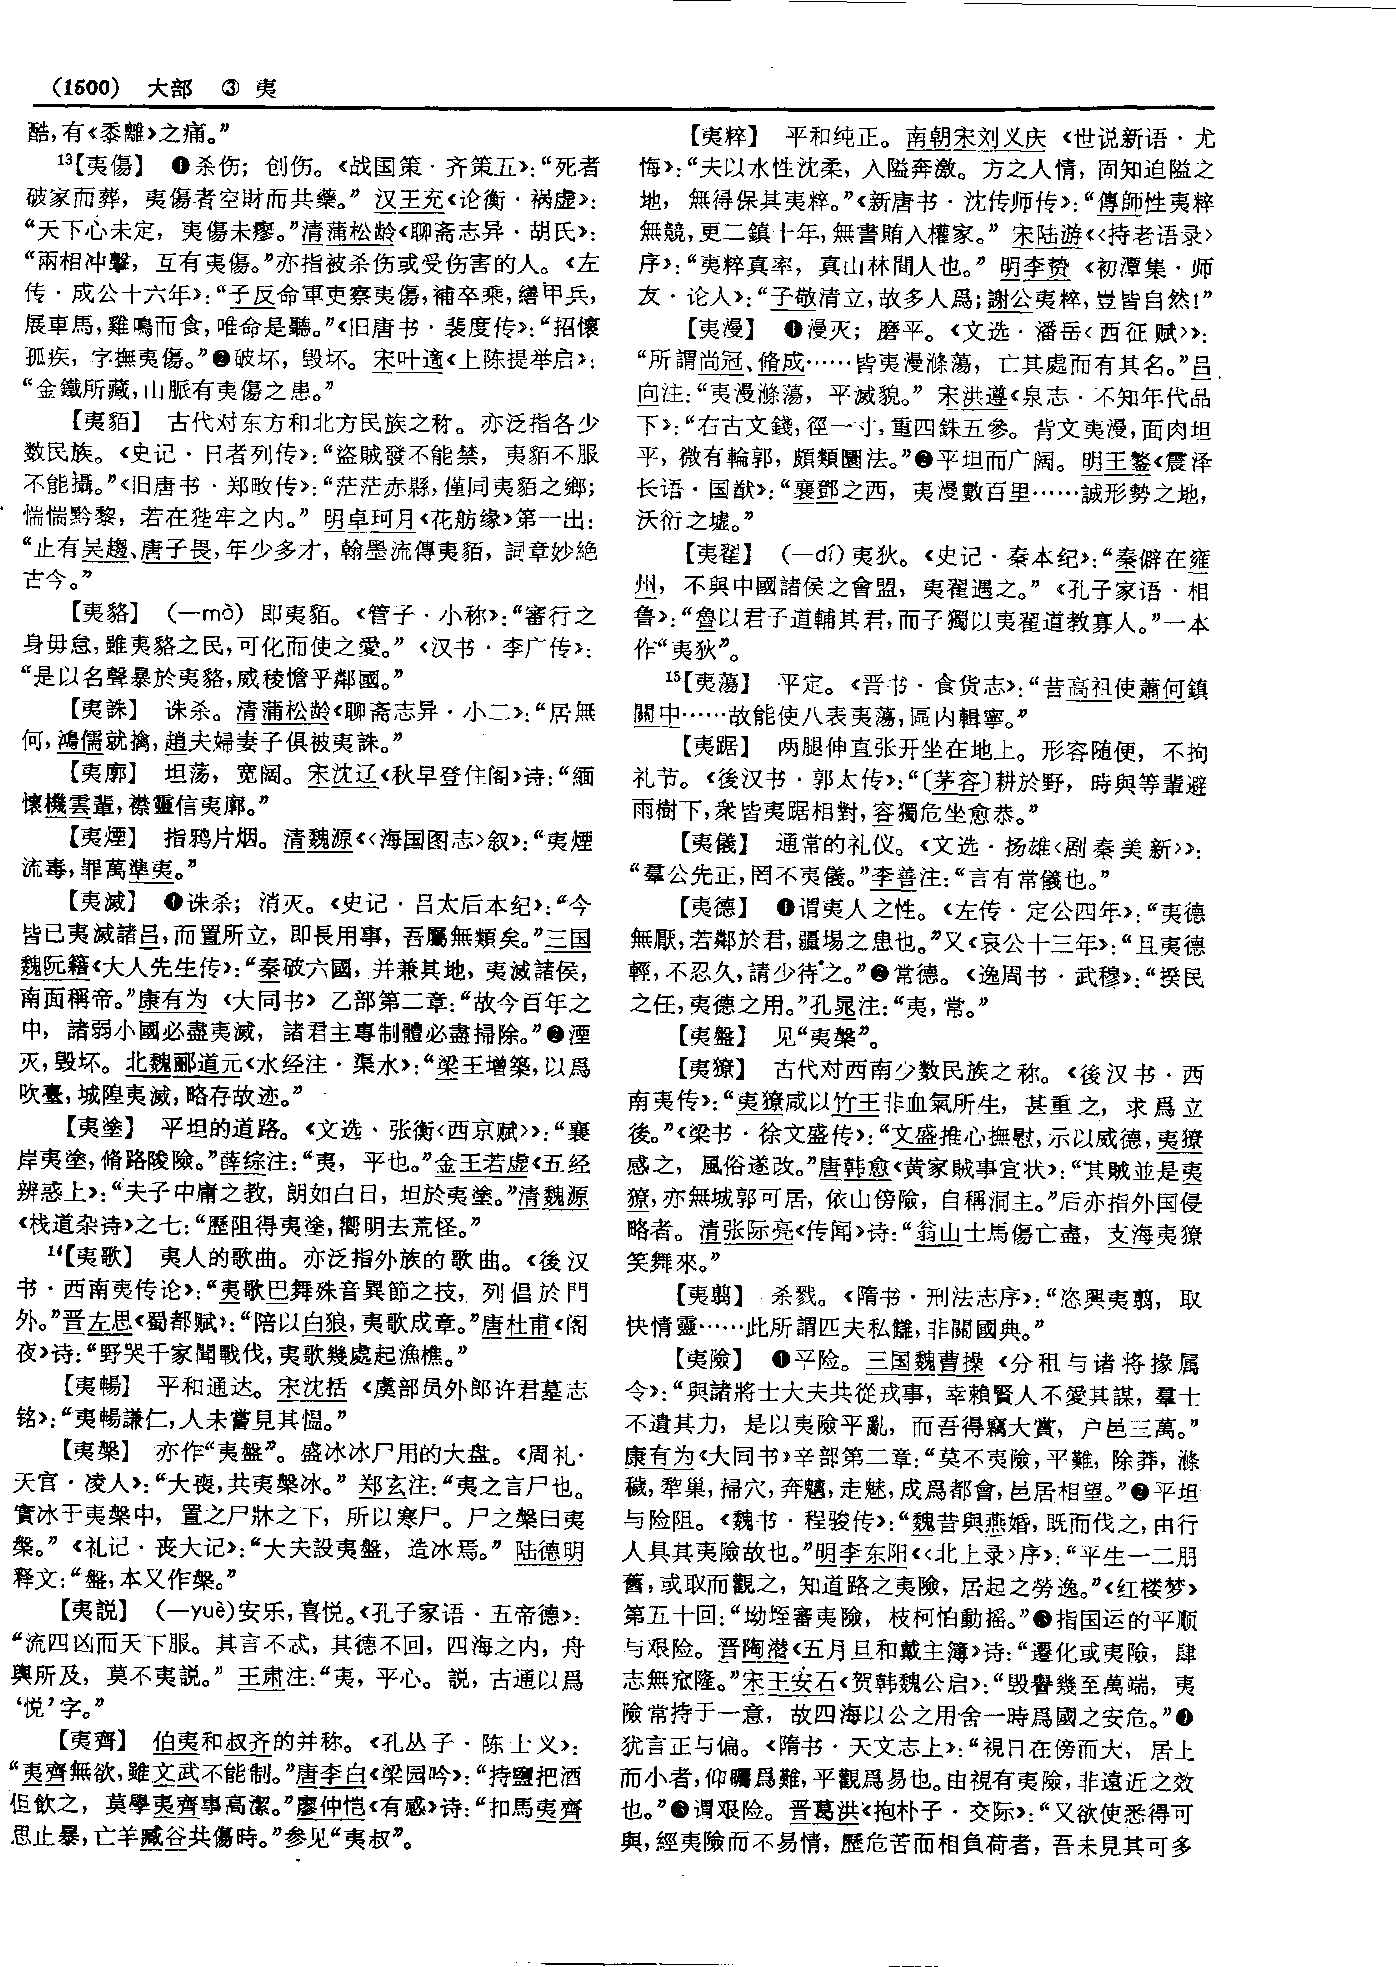 (1500) 大部 ③ 夷
酷,有《黍離》之痛。”
13【夷傷】 ❶杀伤;创伤。《战国策·齐策五》:“死者
破家而葬,夷傷者空財而共藥。” 汉王充《论衡·祸虚》:
“天下心未定,夷傷未瘳。”清蒲松龄《聊斋志异·胡氏》:
“兩相冲擊,互有夷傷。”亦指被杀伤或受伤害的人。《左
传·成公十六年》:“子反命軍吏察夷傷,補卒乘,缮甲兵,
展車馬,雞鳴而食,唯命是聽。”《旧唐书·裴度传》:“招懷
孤疾,字撫夷傷。”❷破坏,毁坏。宋叶適《上陈提举启》:
“金鐵所藏,山脈有夷傷之患。”
【夷貊】 古代对东方和北方民族之称。亦泛指各少
数民族。《史记·日者列传》:“盗賊發不能禁,夷貊不服
不能攝。”《旧唐书·郑畋传》:“茫茫赤縣,僅同夷貊之鄉;
惴惴黔黎,若在狴牢之内。” 明卓珂月《花舫缘》第一出:
“止有吴趨、唐子畏,年少多才,翰墨流傳夷貊,詞章妙絶
古今。”
【夷貉】 (—mò) 即夷貊。《管子·小称》:“審行之
身毋怠,雖夷貉之民,可化而使之愛。” 《汉书·李广传》:
“是以名聲暴於夷貉,威稜憺乎鄰國。”
【夷誅】 诛杀。清蒲松龄《聊斋志异·小二》:“居無
何,鴻儒就擒,趙夫婦妻子俱被夷誅。”
【夷廓】 坦荡,宽阔。宋沈辽《秋早登住阁》诗:“緬
懷機雲輩,襟靈信夷廓。”
【夷煙】 指鸦片烟。清魏源《〈海国图志〉叙》:“夷煙
流毒,罪萬準夷。”
【夷滅】 ❶诛杀;消灭。《史记·吕太后本纪》:“今
皆已夷滅諸吕,而置所立,即長用事,吾屬無類矣。”三国
魏阮籍《大人先生传》:“秦破六國,并兼其地,夷滅諸侯,
南面稱帝。”康有为《大同书》乙部第二章:“故今百年之
中,諸弱小國必盡夷滅,諸君主專制體必盡掃除。”❷湮
灭,毁坏。北魏郦道元《水经注·渠水》:“梁王增築,以爲
吹臺,城隍夷滅,略存故迹。”
【夷塗】 平坦的道路。《文选·张衡〈西京赋〉》:“襄
岸夷塗,脩路陖險。”薛综注:“夷,平也。”金王若虚《五经
辨惑上》:“夫子中庸之教,朗如白日,坦於夷塗。”清魏源
《栈道杂诗》之七:“歷阻得夷塗,嚮明去荒怪。”
14【夷歌】 夷人的歌曲。亦泛指外族的歌曲。《後汉
书·西南夷传论》:“夷歌巴舞殊音異節之技,列倡於門
外。”晋左思《蜀都赋》:“陪以白狼,夷歌成章。”唐杜甫《阁
夜》诗:“野哭千家聞戰伐,夷歌幾處起漁樵。”
【夷暢】 平和通达。宋沈括《虞部员外郎许君墓志
铭》:“夷暢謙仁,人未嘗見其愠。”
【夷槃】 亦作“夷盤”。盛冰冰尸用的大盘。《周礼·
天官·凌人》:“大喪,共夷槃冰。” 郑玄注:“夷之言尸也。
實冰于夷槃中,置之尸牀之下,所以寒尸。尸之槃曰夷
槃。”《礼记·丧大记》:“大夫設夷盤,造冰焉。” 陆德明
释文:“盤,本又作槃。”
【夷説】 (—yuè)安乐,喜悦。《孔子家语·五帝德》:
“流四凶而天下服。其言不忒,其德不回,四海之内,舟
輿所及,莫不夷説。” 王肃注:“夷,平心。説,古通以爲
‘悦’字。”
【夷齊】 伯夷和叔齐的并称。《孔丛子·陈士义》:
“夷齊無欲,雖文武不能制。”唐李白《梁园吟》:“持鹽把酒
但飲之,莫學夷齊事高潔。”廖仲恺《有感》诗:“扣馬夷齊
思止暴,亡羊臧谷共傷時。”参见“夷叔”。
【夷粹】 平和纯正。南朝宋刘义庆《世说新语·尤
悔》:“夫以水性沈柔,入隘奔激。方之人情,固知迫隘之
地,無得保其夷粹。”《新唐书·沈传师传》:“傳師性夷粹
無競,更二鎮十年,無書賄入權家。” 宋陆游《〈持老语录〉
序》:“夷粹真率,真山林間人也。” 明李贽《初潭集·师
友·论人》:“子敬清立,故多人爲;謝公夷粹,豈皆自然!”
【夷漫】 ❶漫灭;磨平。《文选·潘岳〈西征赋〉》:
“所謂尚冠、脩成……皆夷漫滌蕩,亡其處而有其名。”吕
向注:“夷漫滌蕩,平滅貌。” 宋洪遵《泉志·不知年代品
下》:“右古文錢,徑一寸,重四銖五參。背文夷漫,面肉坦
平,微有輪郭,頗類圜法。”❷平坦而广阔。明王鏊《震泽
长语·国猷》:“襄鄧之西,夷漫數百里……誠形勢之地,
沃衍之墟。”
【夷翟】 (—dí)夷狄。《史记·秦本纪》:“秦僻在雍
州,不與中國諸侯之會盟,夷翟遇之。” 《孔子家语·相
鲁》:“魯以君子道輔其君,而子獨以夷翟道教寡人。”一本
作“夷狄”。
15【夷蕩】 平定。《晋书·食货志》:“昔高祖使蕭何鎮
關中……故能使八表夷蕩,區内輯寧。”
【夷踞】 两腿伸直张开坐在地上。形容随便,不拘
礼节。《後汉书·郭太传》:“〔茅容〕耕於野,時與等輩避
雨樹下,衆皆夷踞相對,容獨危坐愈恭。”
【夷儀】 通常的礼仪。《文选·扬雄〈剧秦美新〉》:
“羣公先正,罔不夷儀。”李善注:“言有常儀也。”
【夷德】 ❶谓夷人之性。《左传·定公四年》:“夷德
無厭,若鄰於君,疆埸之患也。”又《哀公十三年》:“且夷德
輕,不忍久,請少待之。”❷常德。《逸周书·武穆》:“揆民
之任,夷德之用。”孔晁注:“夷,常。”
【夷盤】 见“夷槃”。
【夷獠】 古代对西南少数民族之称。《後汉书·西
南夷传》:“夷獠咸以竹王非血氣所生,甚重之,求爲立
後。”《梁书·徐文盛传》:“文盛推心撫慰,示以威德,夷獠
感之,風俗遂改。”唐韩愈《黄家賊事宜状》:“其賊並是夷
獠,亦無城郭可居,依山傍險,自稱洞主。”后亦指外国侵
略者。清张际亮《传闻》诗:“翁山士馬傷亡盡,支海夷獠
笑舞來。”
【夷翦】 杀戮。《隋书·刑法志序》:“恣興夷翦,取
快情靈……此所謂匹夫私讎,非關國典。”
【夷險】 ❶平险。三国魏曹操《分租与诸将掾属
令》:“與諸將士大夫共從戎事,幸賴賢人不愛其謀,羣士
不遺其力,是以夷險平亂,而吾得竊大賞,户邑三萬。”
康有为《大同书》辛部第二章:“莫不夷險,平難,除莽,滌
穢,犂巢,掃穴,奔魑,走魅,成爲都會,邑居相望。”❷平坦
与险阻。《魏书·程骏传》:“魏昔與燕婚,既而伐之,由行
人具其夷險故也。”明李东阳《〈北上录〉序》:“平生一二朋
舊,或取而觀之,知道路之夷險,居起之勞逸。”《红楼梦》
第五十回:“坳垤審夷險,枝柯怕動摇。”❸指国运的平顺
与艰险。晋陶潜《五月旦和戴主簿》诗:“遷化或夷險,肆
志無窊隆。”宋王安石《贺韩魏公启》:“毁譽幾至萬端,夷
險常持于一意,故四海以公之用舍一時爲國之安危。”❹
犹言正与偏。《隋书·天文志上》:“視日在傍而大,居上
而小者,仰矚爲難,平觀爲易也。由視有夷險,非遠近之效
也。”❺谓艰险。晋葛洪《抱朴子·交际》:“又欲使悉得可
與,經夷險而不易情,歷危苦而相負荷者,吾未見其可多